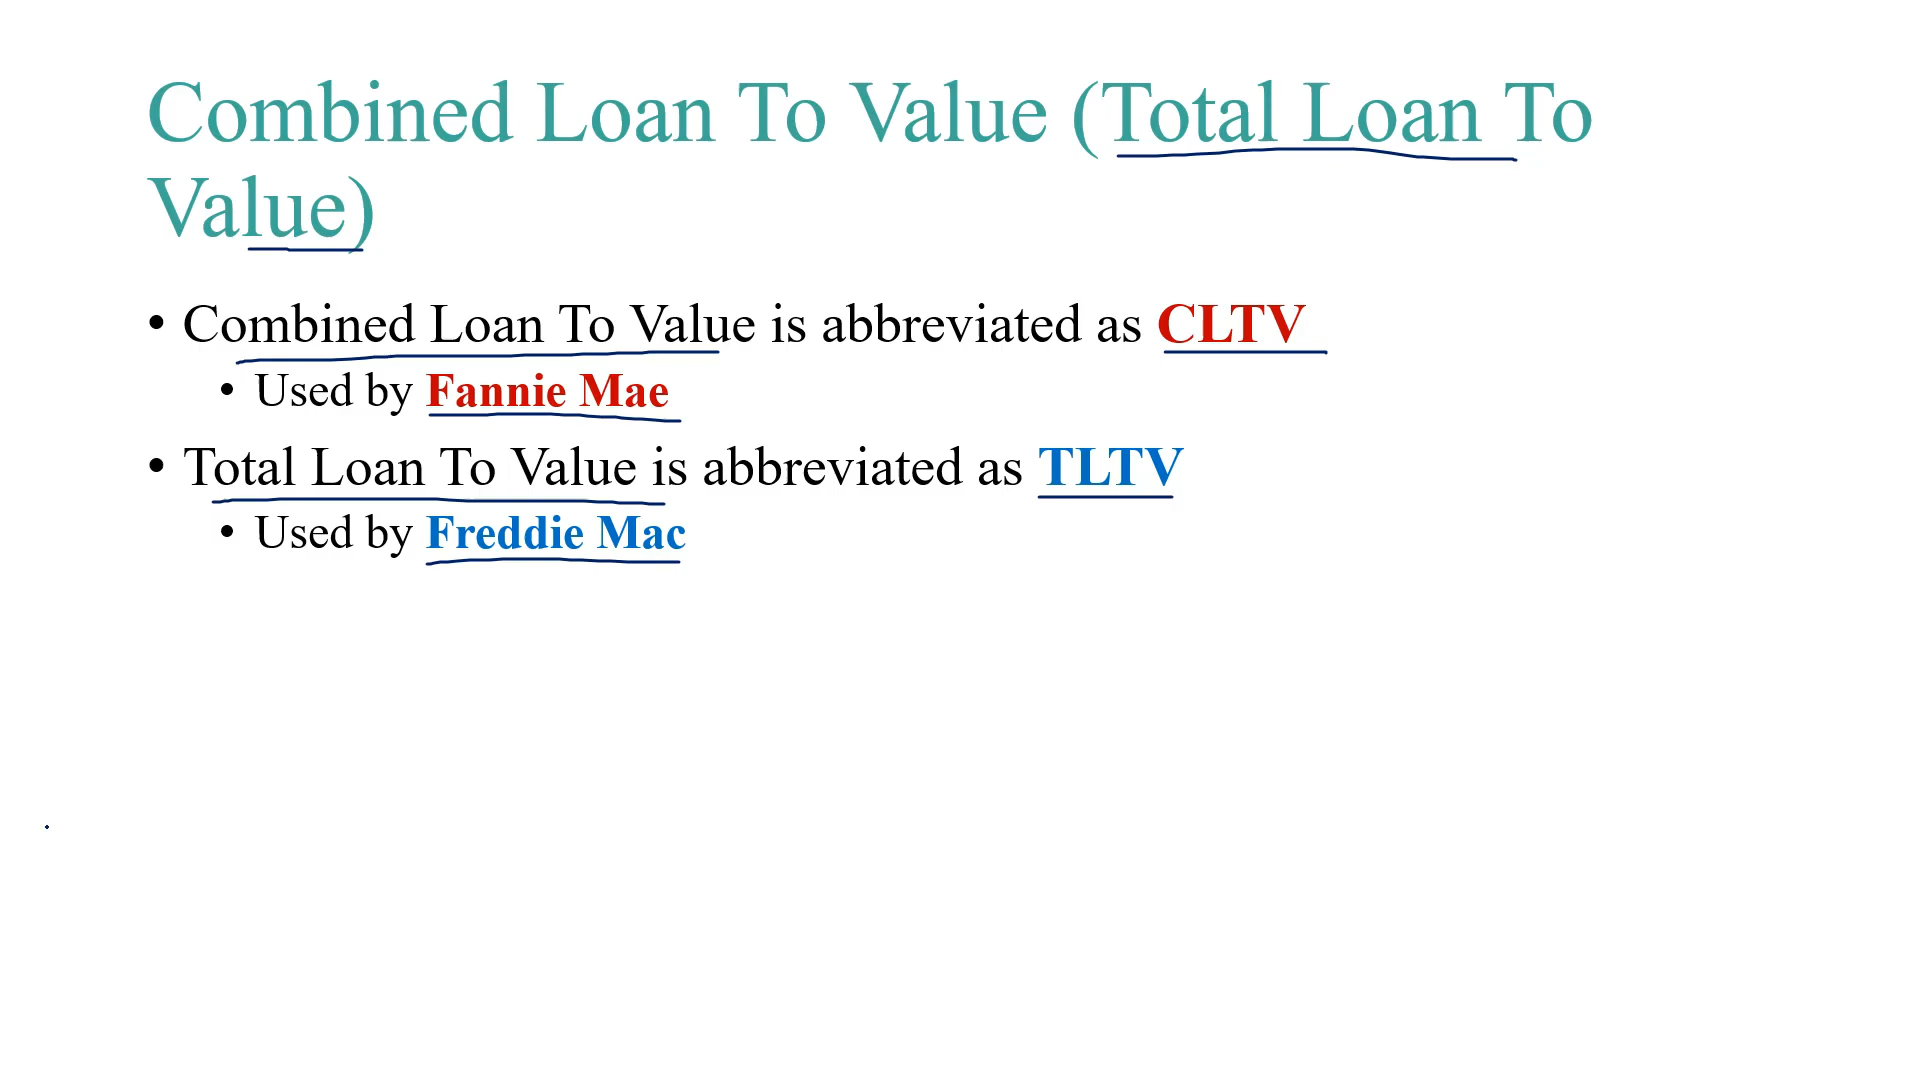 Combined Loan To Value (Total Loan To
Value)
• Combined Loan To Value is abbreviated as CLTV
• Used by Fannie Mae
• Total Loan To Value is abbreviated as TLTV
• Used by Freddie Mac